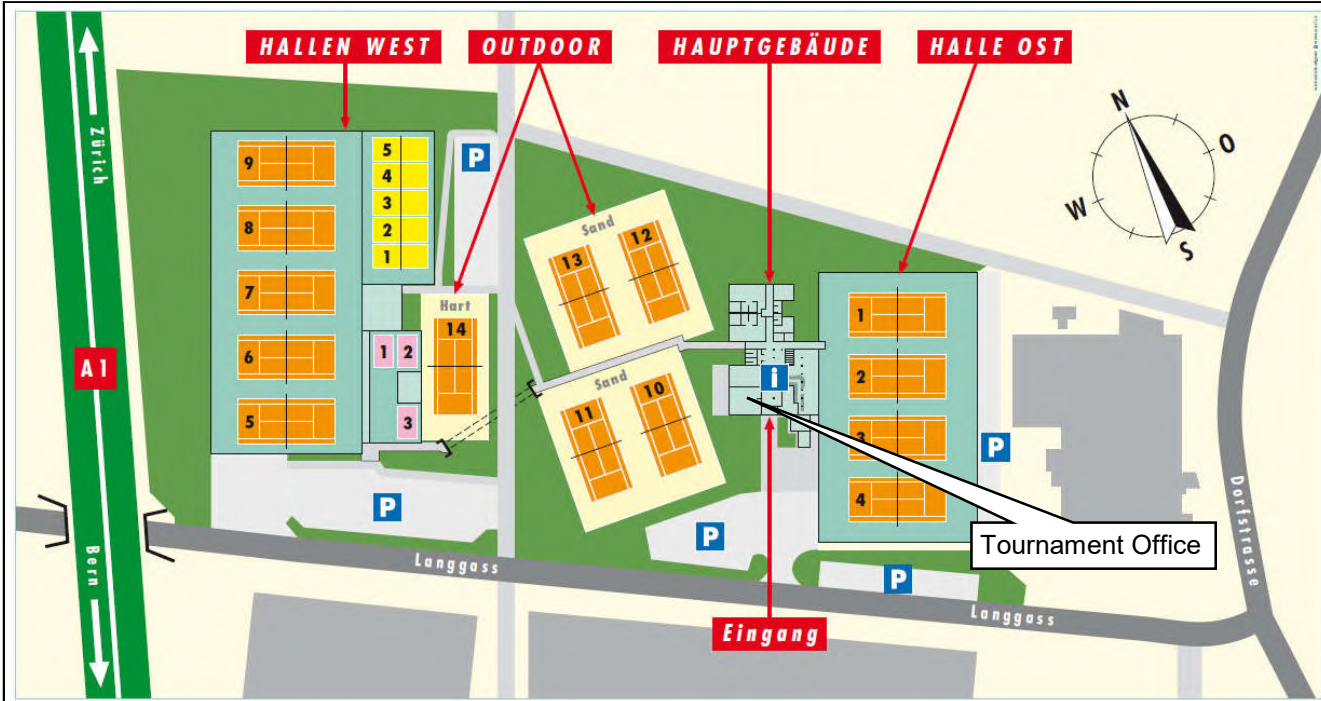 HALLEN WEST
OUTDOOR
HAUPTGEBÄUDE
HALLE OST
N
O
W
S
Zürich
A1
Bern
9
8
7
6
5
5
4
3
2
1
P
Hart
14
1
2
3
P
Sand
13
12
Sand
11
10
i
1
2
3
4
P
P
P
Tournament Office
Eingang
Langgass
Langgass
Dorfstrasse